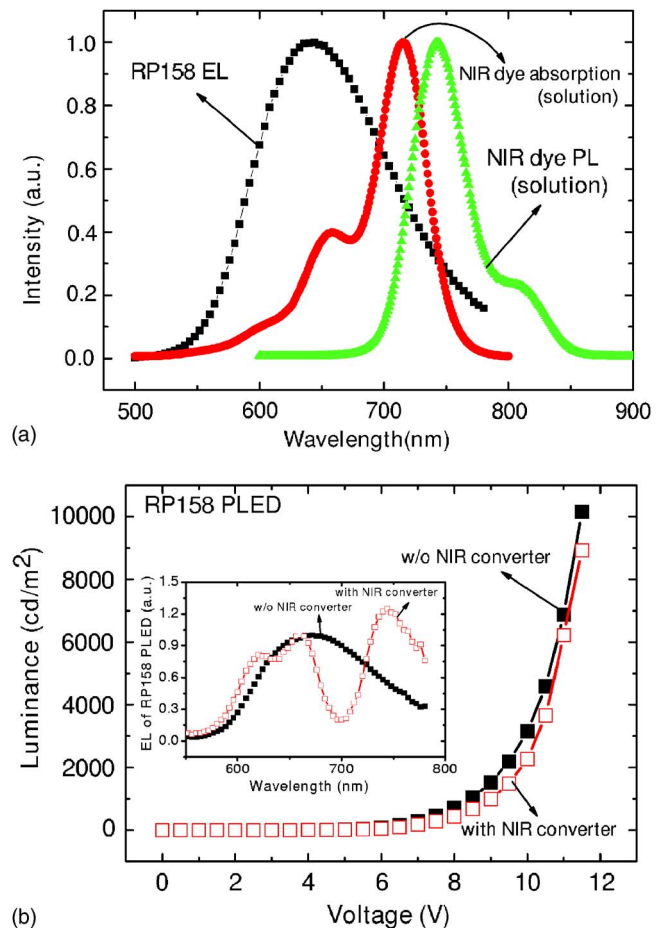 1.0
0.8
0.6
0.4
0.2
0.0
Intensity (a.u.)
RP158 EL
NIR dye absorption
(solution)
NIR dye PL
(solution)
500 600 700 800 900
Wavelength(nm)
(a)
RP158 PLED
10000
8000
6000
4000
2000
0
Luminance (cd/m2)
w/o NIR converter
with NIR converter
1.5
1.2
0.9
0.6
0.3
0.0
EL of RP158 PLED (a.u.)
with NIR converter
w/o NIR converter
600 700 800
Wavelength (nm)
0 2 4 6 8 10 12
Voltage (V)
(b)